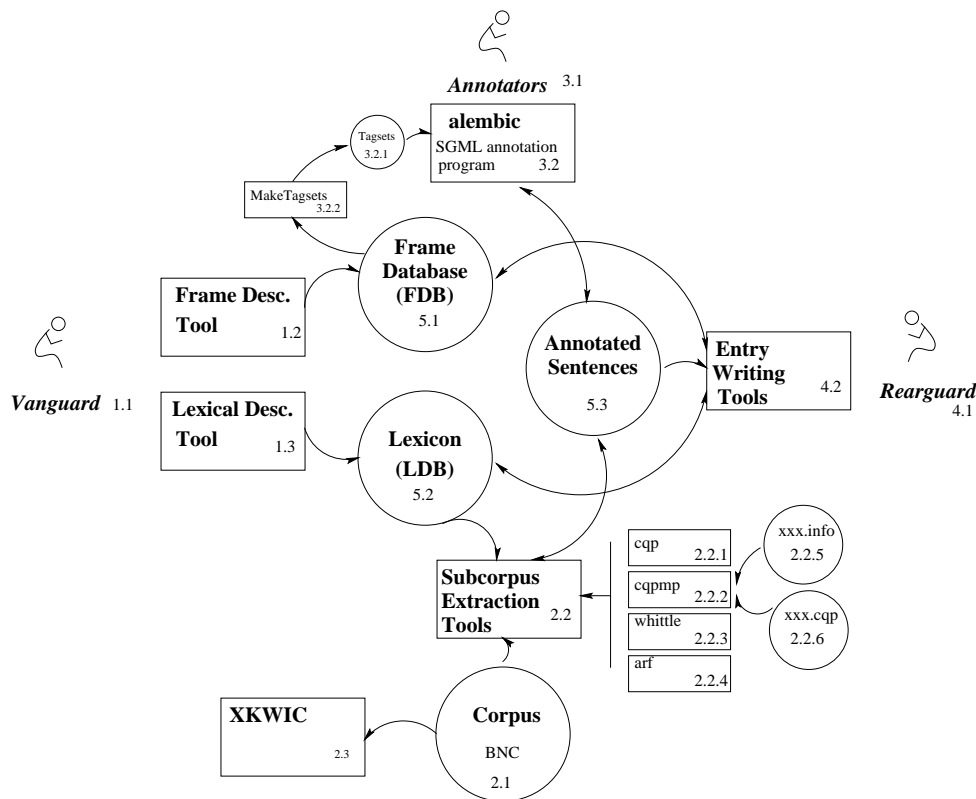 Annotators 3.1
alembic
SGML annotation
program 3.2
Tagsets
3.2.1
MakeTagsets
3.2.2
Frame
Database
(FDB)
5.1
Frame Desc.
Tool
1.2
Annotated
Sentences
5.3
Entry
Writing
Tools
4.2
Vanguard 1.1
Rearguard
4.1
Lexical Desc.
Tool
1.3
Lexicon
(LDB)
5.2
Subcorpus
Extraction
Tools
2.2
cqp
2.2.1
cqpmp
2.2.2
whittle
2.2.3
arf
2.2.4
xxx.info
2.2.5
xxx.cqp
2.2.6
XKWIC
2.3
Corpus
BNC
2.1